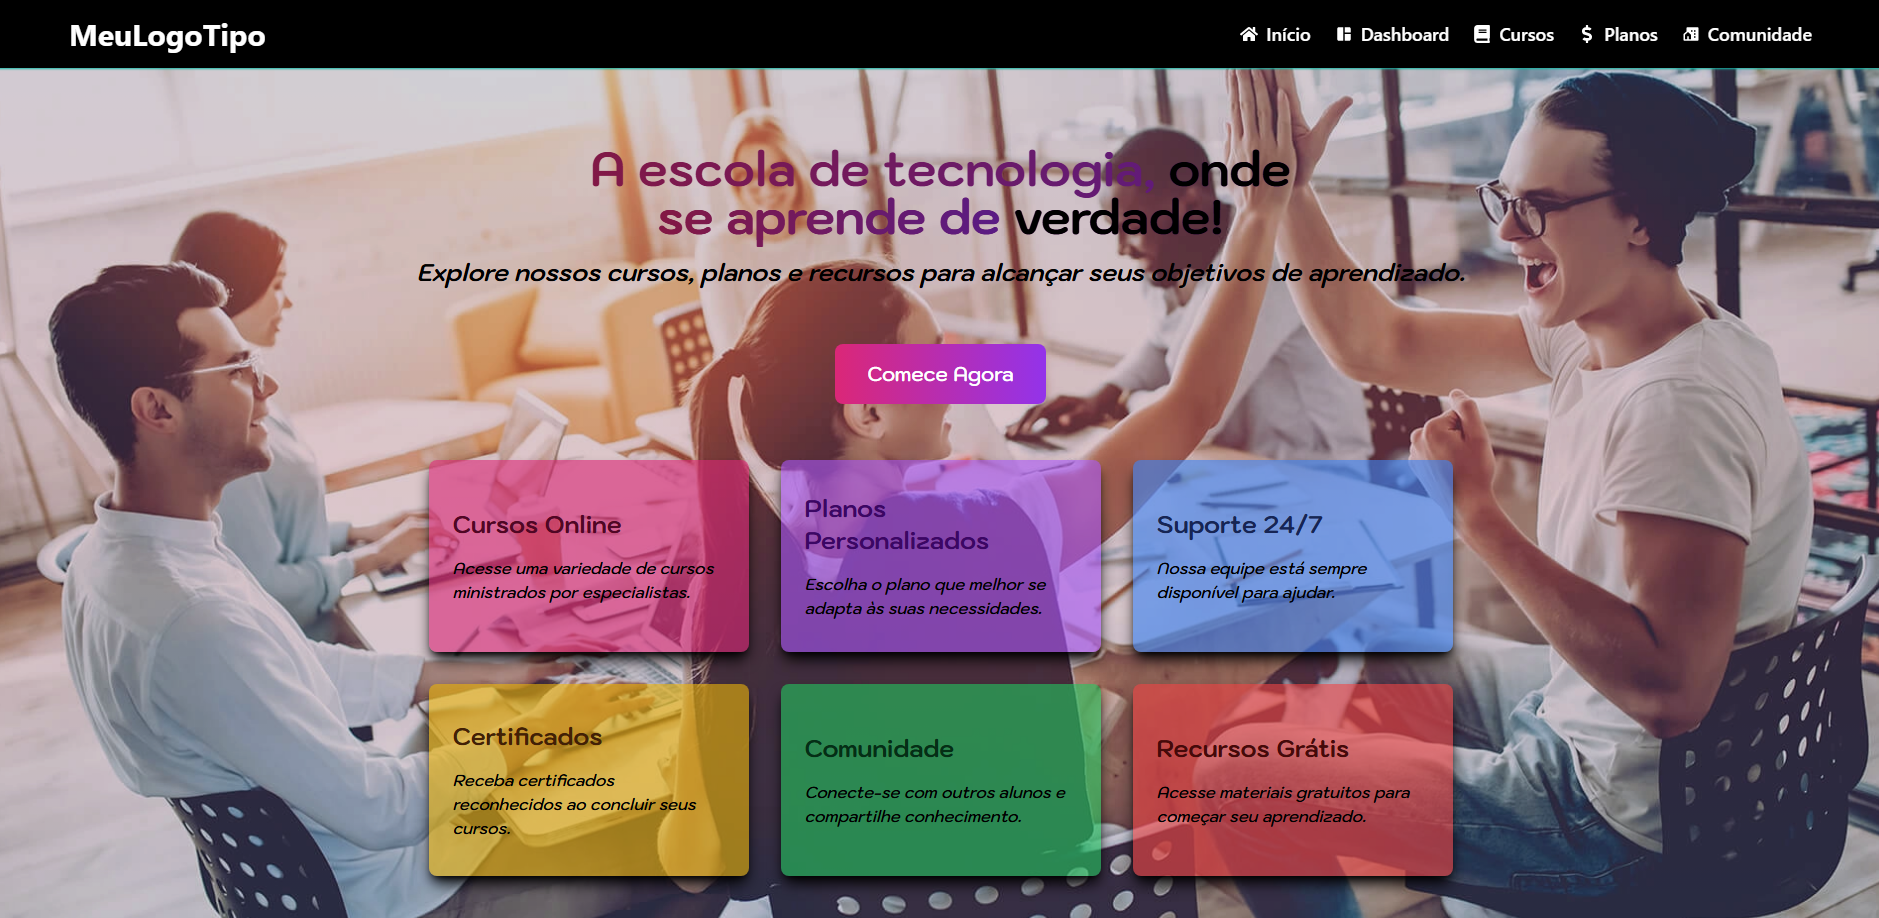 MeuLogoTipo
Início Dashboard Cursos Planos Comunidade
A escola de tecnologia, onde
se aprende de verdade!
Explore nossos cursos, planos e recursos para alcançar seus objetivos de aprendizado.
Comece Agora
Cursos Online
Acesse uma variedade de cursos
ministrados por especialistas.
Planos
Personalizados
Escolha o plano que melhor se
adapta às suas necessidades.
Suporte 24/7
Nossa equipe está sempre
disponível para ajudar.
Certificados
Receba certificados
reconhecidos ao concluir seus
cursos.
Comunidade
Conecte-se com outros alunos e
compartilhe conhecimento.
Recursos Grátis
Acesse materiais gratuitos para
começar seu aprendizado.